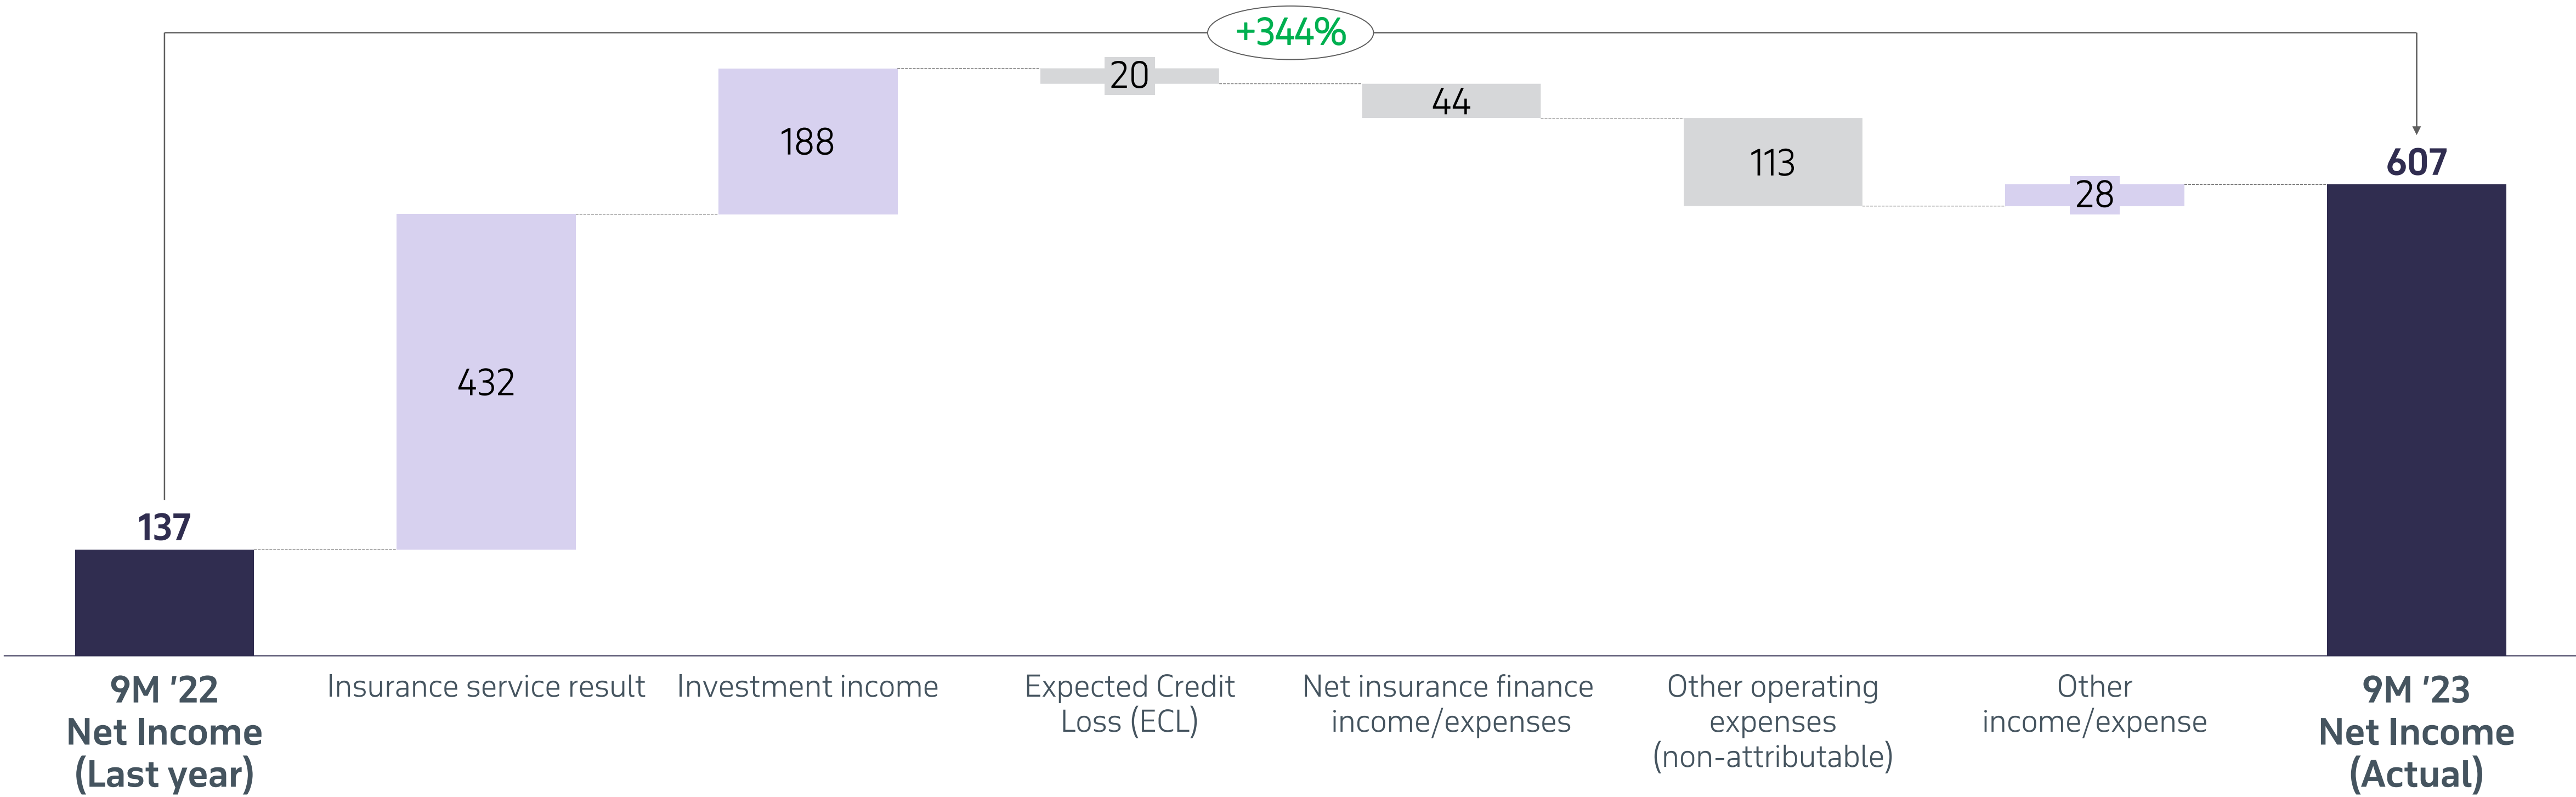 +344%
20
44
188
113
607
28
432
137
9M '22
Net Income
(Last year)
Insurance service result
Investment income
Expected Credit
Loss (ECL)
Net insurance finance
income/expenses
Other operating
expenses
(non-attributable)
Other
income/expense
9M '23
Net Income
(Actual)